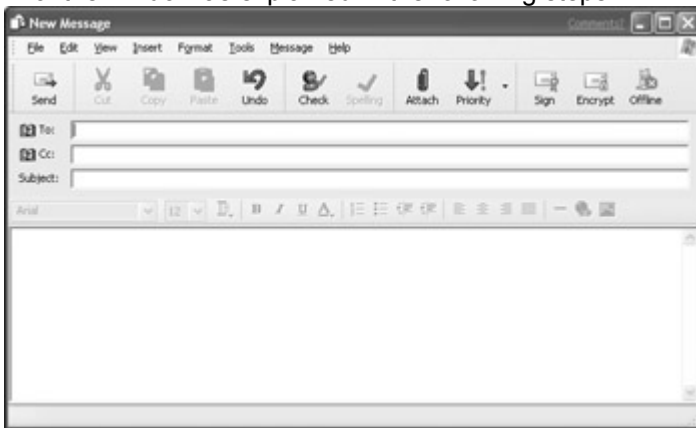 New Message Comments?
File Edit View Insert Format Tools Message Help
Send Cut Copy Paste Undo Check Spelling Attach Priority Sign Encrypt Offline
To:
Cc:
Subject:
Arial 12 B I U A